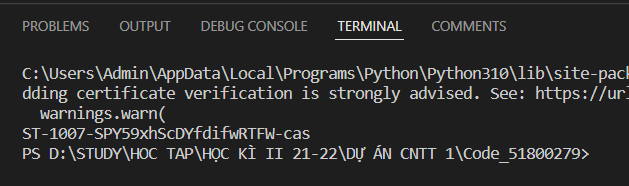 PROBLEMS OUTPUT DEBUG CONSOLE TERMINAL COMMENTS
C:\Users\Admin\AppData\Local\Programs\Python\Python310\lib\site-pac
dding certificate verification is strongly advised. See: https://url
warnings.warn(
ST-1007-SPY59xhScDYfdifwRTFW-cas
PS D:\STUDY\HOC TAP\HỌC KÌ II 21-22\DỰ ÁN CNTT 1\Code_51800279>